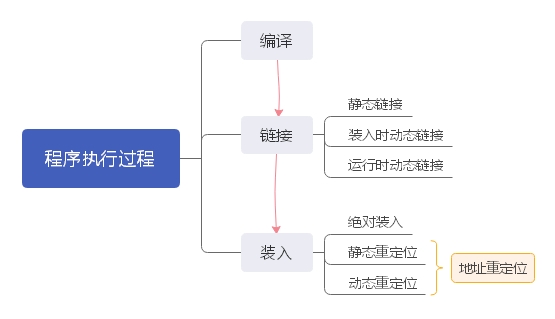 程序执行过程
编译
链接
静态链接
装入时动态链接
运行时动态链接
装入
绝对装入
静态重定位
动态重定位
地址重定位